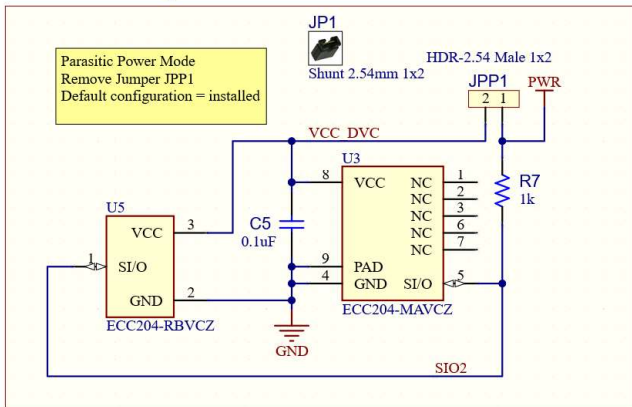 JP1
Shunt 2.54mm 1x2
Parasitic Power Mode
Remove Jumper JPP1
Default configuration = installed
HDR-2.54 Male 1x2
JPP1
PWR
2 1
VCC_DVC
U3
8
VCC
NC
1
NC
2
NC
3
NC
6
NC
7
R7
1k
U5
VCC
3
C5
0.1uF
1
SI/O
9
PAD
4
GND
SI/O
5
GND
2
ECC204-RBVCZ
ECC204-MAVCZ
GND
SIO2